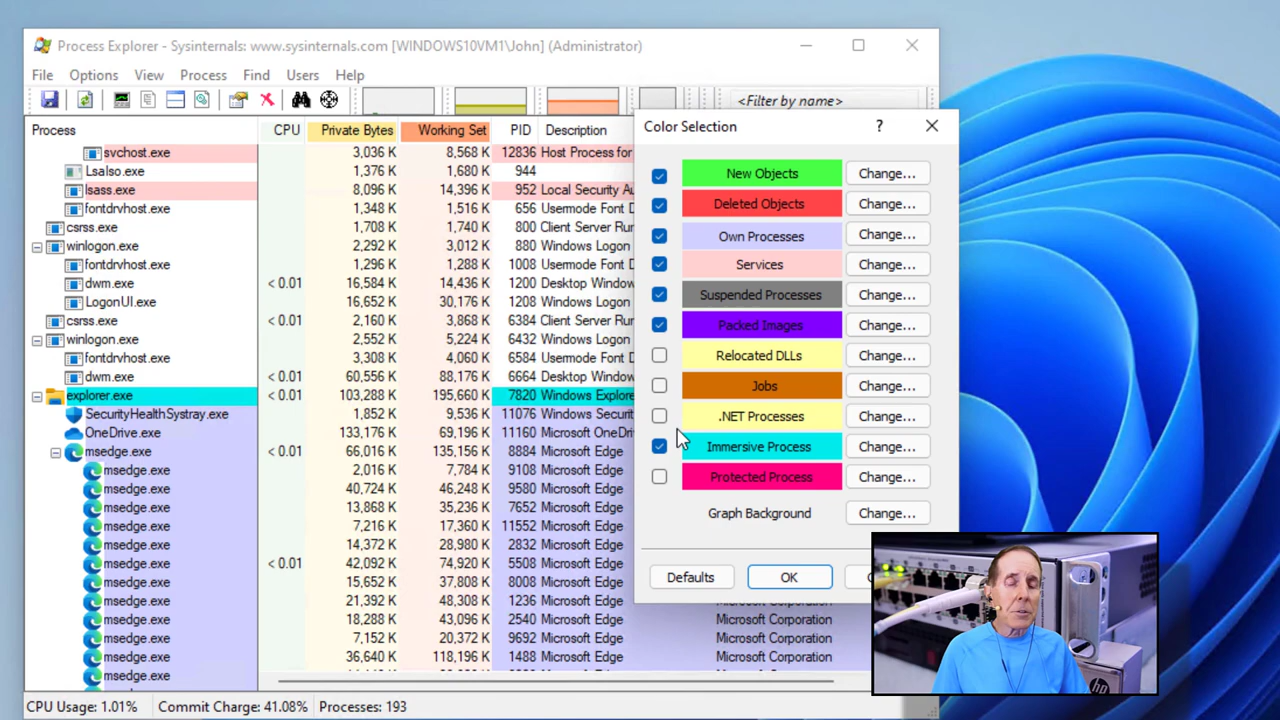 Process Explorer - Sysinternals: www.sysinternals.com [WINDOWS10VM1\John] (Administrator)
File Options View Process Find Users Help
<Filter by name>
Process CPU Private Bytes Working Set PID Description
svchost.exe 3,036 K 8,568 K 12836 Host Process for
LsaIso.exe 1,376 K 1,680 K 944
lsass.exe 8,096 K 14,396 K 952 Local Security Au
fontdrvhost.exe 1,348 K 1,516 K 656 Usermode Font D
csrss.exe 1,708 K 1,740 K 800 Client Server Run
winlogon.exe 2,292 K 3,012 K 880 Windows Logon
fontdrvhost.exe 1,296 K 1,288 K 1008 Usermode Font D
dwm.exe < 0.01 16,584 K 14,436 K 1200 Desktop Window
LogonUI.exe 16,652 K 30,176 K 1208 Windows Logon
csrss.exe < 0.01 2,160 K 3,868 K 6384 Client Server Run
winlogon.exe 2,552 K 5,224 K 6432 Windows Logon
fontdrvhost.exe 3,308 K 4,060 K 6584 Usermode Font D
dwm.exe < 0.01 60,556 K 88,176 K 6664 Desktop Window
explorer.exe < 0.01 103,288 K 195,660 K 7820 Windows Explore
SecurityHealthSystray.exe 1,852 K 9,536 K 11076 Windows Securit
OneDrive.exe 133,176 K 69,196 K 11160 Microsoft OneDri
msedge.exe < 0.01 66,016 K 135,156 K 8884 Microsoft Edge
msedge.exe 2,016 K 7,784 K 9108 Microsoft Edge
msedge.exe 40,724 K 46,248 K 9580 Microsoft Edge
msedge.exe 13,868 K 35,236 K 7652 Microsoft Edge
msedge.exe 7,216 K 17,360 K 11552 Microsoft Edge
msedge.exe 14,372 K 28,980 K 2832 Microsoft Edge
msedge.exe < 0.01 42,092 K 74,920 K 5508 Microsoft Edge
msedge.exe 15,652 K 37,808 K 8008 Microsoft Edge
msedge.exe 21,392 K 48,308 K 1236 Microsoft Edge Microsoft Corporation
msedge.exe 18,288 K 43,096 K 2540 Microsoft Edge Microsoft Corporation
msedge.exe 7,152 K 20,372 K 9692 Microsoft Edge Microsoft Corporation
msedge.exe 36,640 K 118,196 K 1488 Microsoft Edge Microsoft Corporation
msedge.exe
CPU Usage: 1.01% Commit Charge: 41.08% Processes: 193
Color Selection ?
New Objects Change...
Deleted Objects Change...
Own Processes Change...
Services Change...
Suspended Processes Change...
Packed Images Change...
Relocated DLLs Change...
Jobs Change...
.NET Processes Change...
Immersive Process Change...
Protected Process Change...
Graph Background Change...
Defaults OK
hp